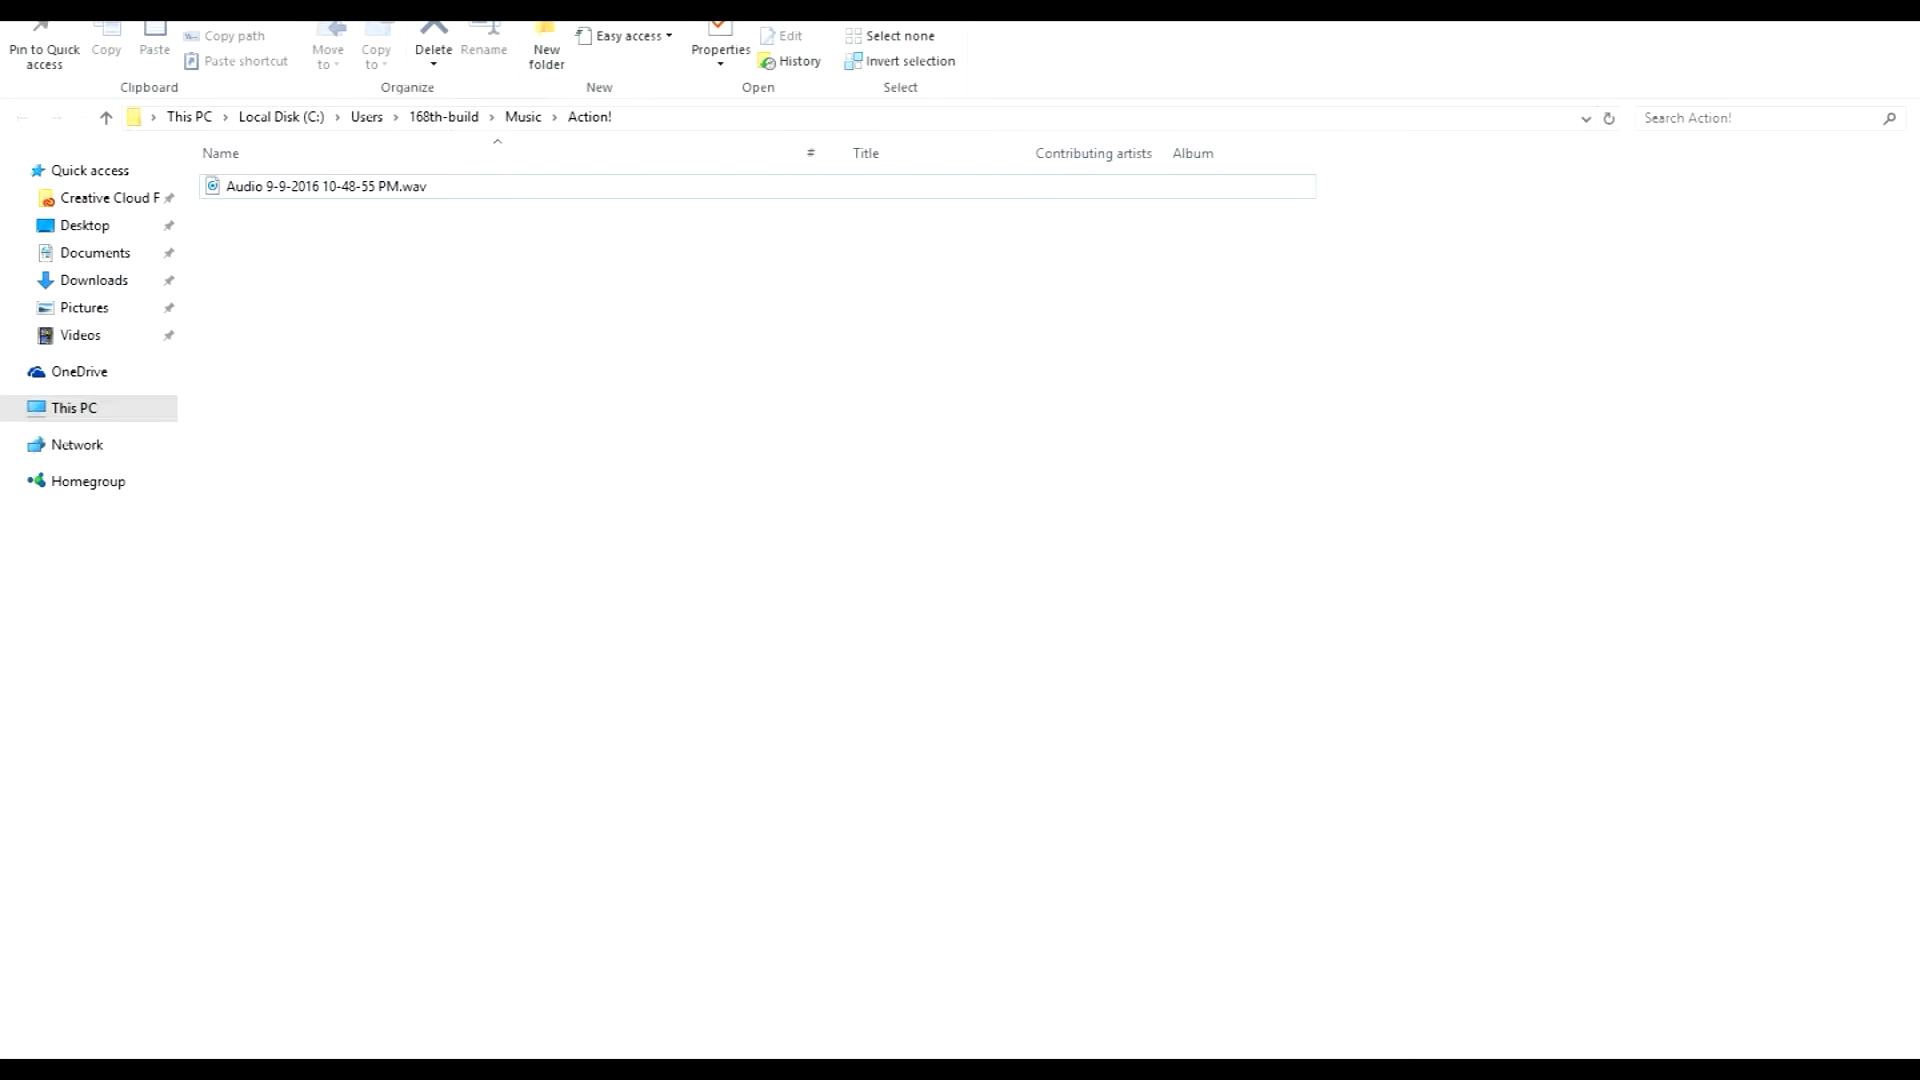 Pin to Quick access
Copy
Paste
Copy path
Paste shortcut
Clipboard
Move to
Copy to
Delete
Rename
Organize
New folder
Easy access
New
Properties
Edit
History
Open
Select none
Invert selection
Select
This PC > Local Disk (C:) > Users > 168th-build > Music > Action!
Search Action!
Name # Title Contributing artists Album
Audio 9-9-2016 10-48-55 PM.wav
Quick access
Creative Cloud F
Desktop
Documents
Downloads
Pictures
Videos
OneDrive
This PC
Network
Homegroup